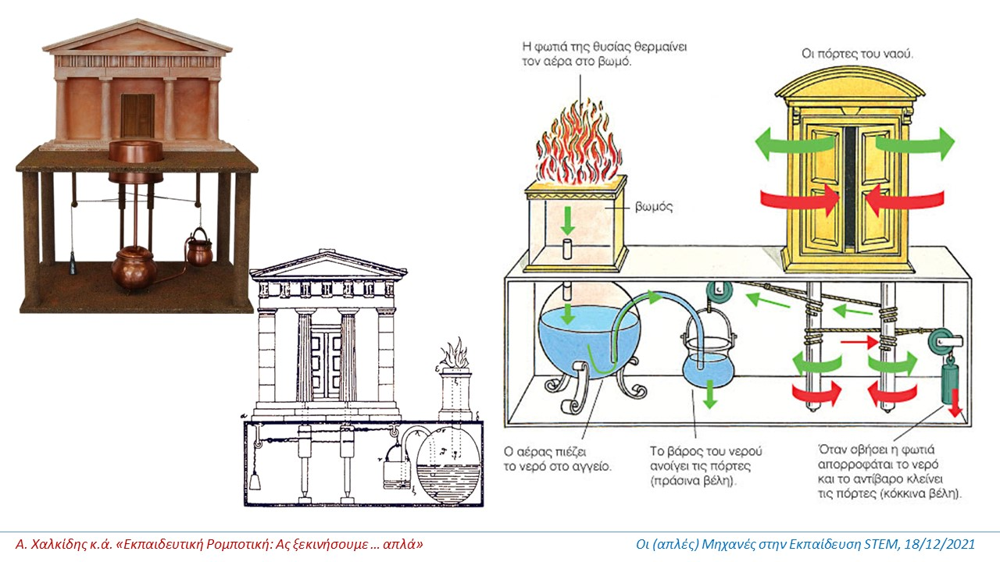 Η φωτιά της θυσίας θερμαίνει
τον αέρα στο βωμό.
Οι πόρτες του ναού.
βωμός
Ο αέρας πιέζει
το νερό στο αγγείο.
Το βάρος του νερού
ανοίγει τις πόρτες
(πράσινα βέλη).
Όταν σβήσει η φωτιά
απορροφάται το νερό
και το αντίβαρο κλείνει
τις πόρτες (κόκκινα βέλη).
Α. Χαλκίδης κ.ά. «Εκπαιδευτική Ρομποτική: Ας ξεκινήσουμε ... απλά»
Οι (απλές) Μηχανές στην Εκπαίδευση STEM, 18/12/2021